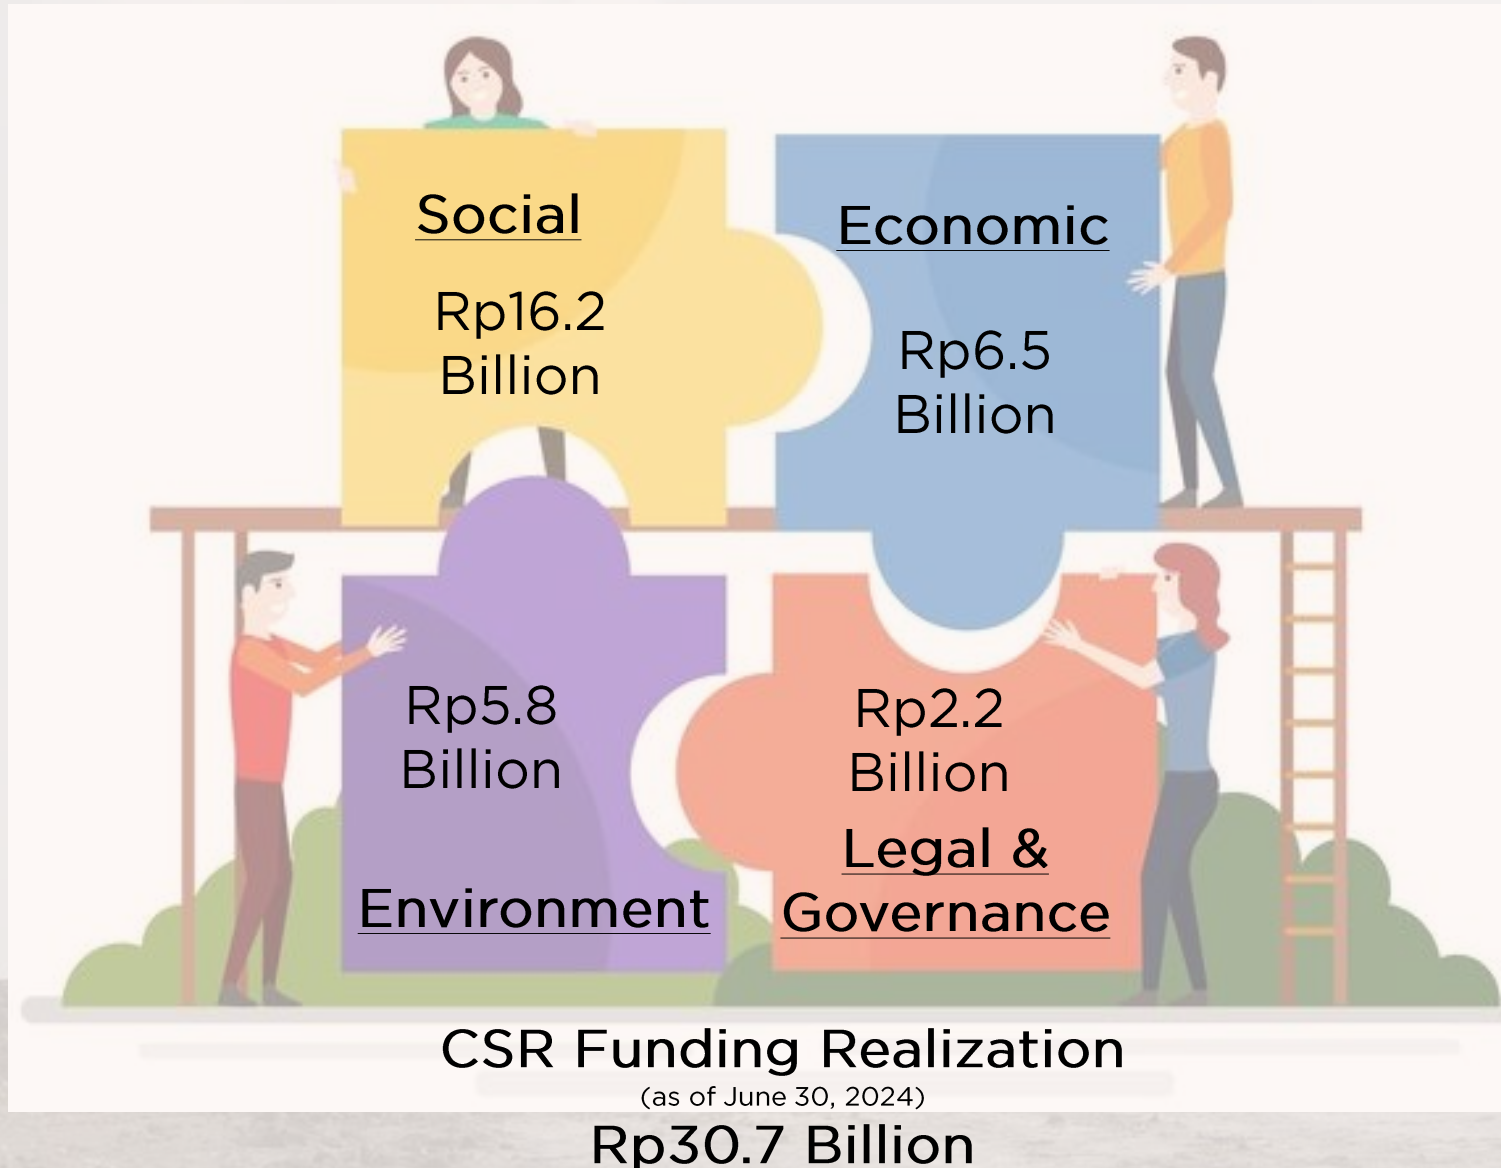 Social
Rp16.2
Billion
Economic
Rp6.5
Billion
Rp5.8
Billion
Environment
Rp2.2
Billion
Legal &
Governance
CSR Funding Realization
(as of June 30, 2024)
Rp30.7 Billion